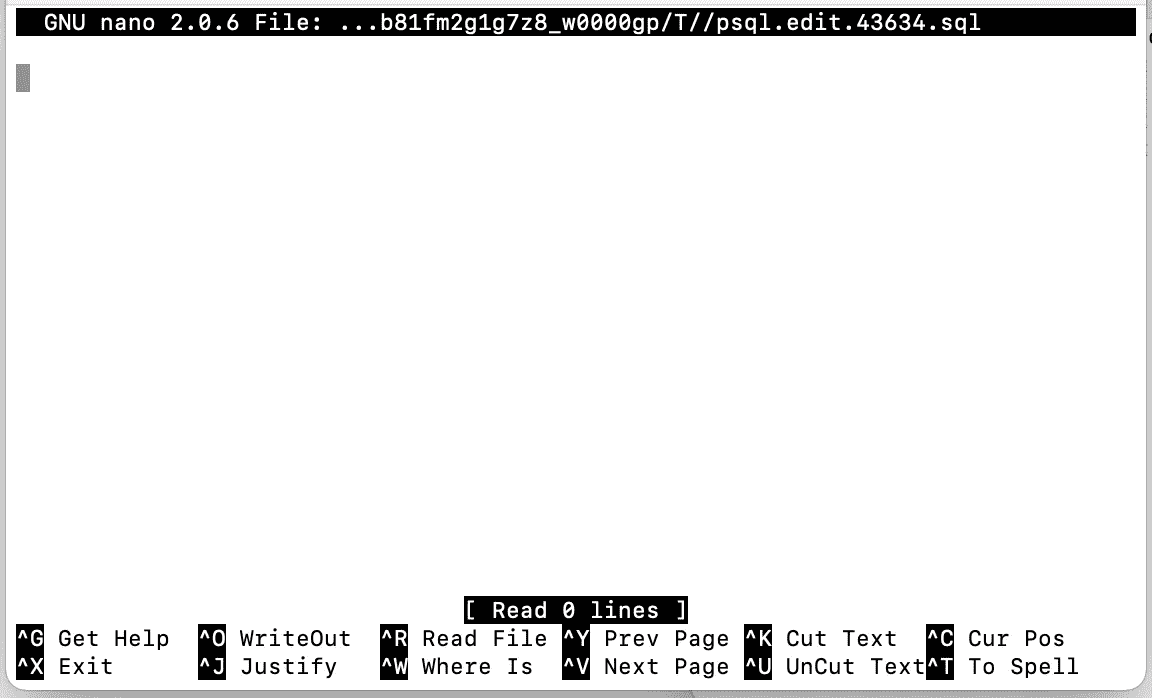 GNU nano 2.0.6 File: ...b81fm2g1g7z8_w0000gp/T//psql.edit.43634.sql
[ Read 0 lines ]
^G Get Help ^O WriteOut ^R Read File ^Y Prev Page ^K Cut Text ^C Cur Pos
^X Exit ^J Justify ^W Where Is ^V Next Page ^U UnCut Text ^T To Spell